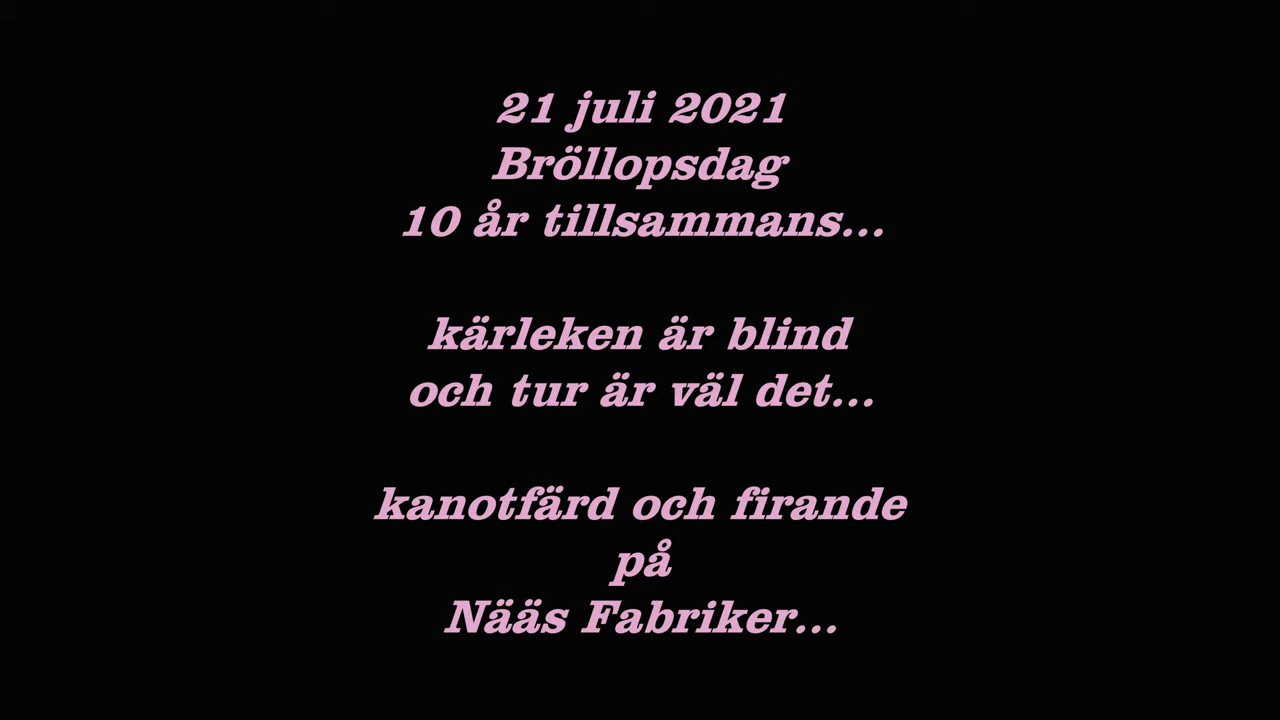 21 juli 2021
Bröllopsdag
10 år tillsammans...
kärleken är blind
och tur är väl det...
kanotfärd och firande
på
Nääs Fabriker...